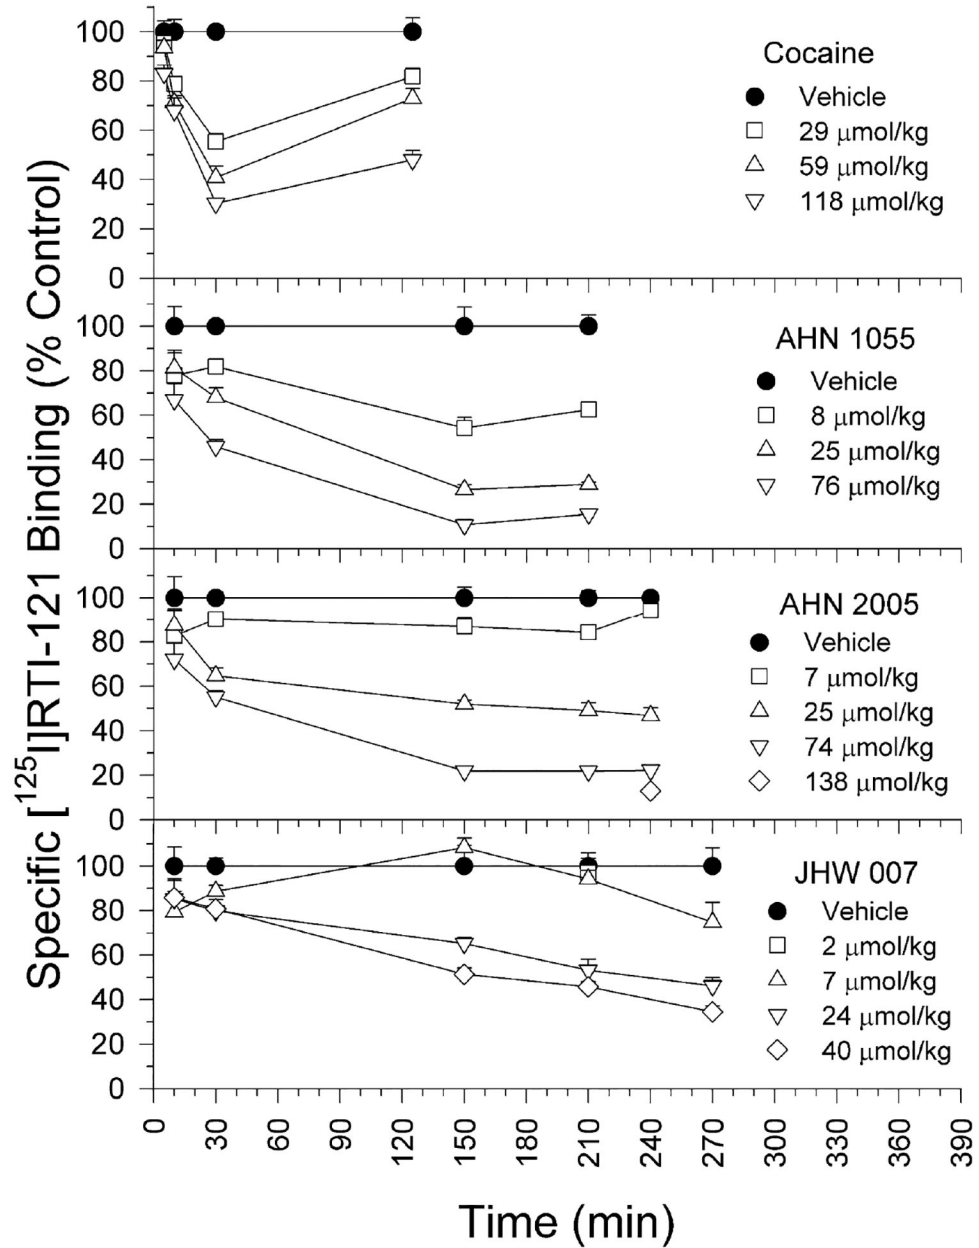 Specific [¹²⁵I]RTI-121 Binding (% Control)
100
80
60
40
20
0
Cocaine
Vehicle
29 μmol/kg
59 μmol/kg
118 μmol/kg
100
80
60
40
20
0
AHN 1055
Vehicle
8 μmol/kg
25 μmol/kg
76 μmol/kg
100
80
60
40
20
0
AHN 2005
Vehicle
7 μmol/kg
25 μmol/kg
74 μmol/kg
138 μmol/kg
100
80
60
40
20
0
JHW 007
Vehicle
2 μmol/kg
7 μmol/kg
24 μmol/kg
40 μmol/kg
0 30 60 90 120 150 180 210 240 270 300 330 360 390
Time (min)